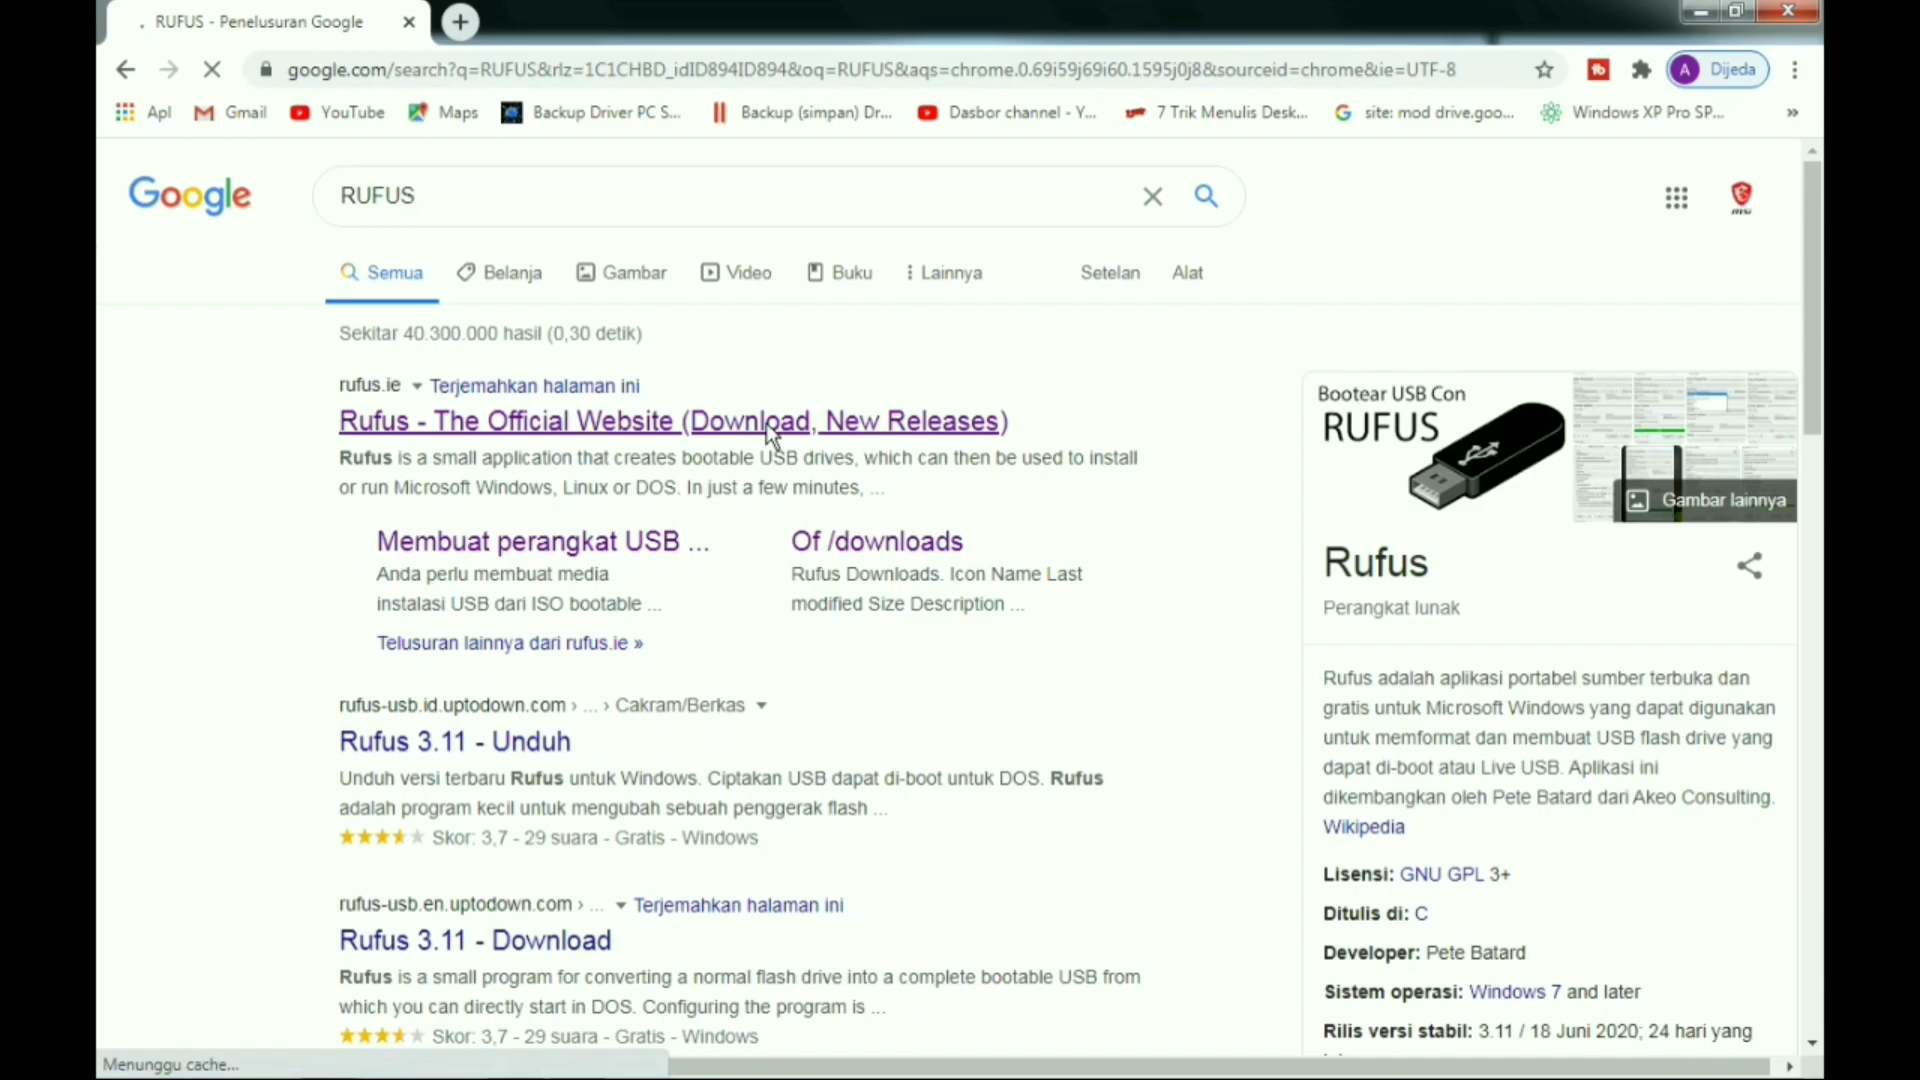 RUFUS - Penelusuran Google
google.com/search?q=RUFUS&rlz=1C1CHBD_idID894ID894&oq=RUFUS&aqs=chrome.0.69i59j69i60.1595j0j8&sourceid=chrome&ie=UTF-8
A Dijeda
Apl Gmail YouTube Maps Backup Driver PC S... Backup (simpan) Dr... Dasbor channel - Y... 7 Trik Menulis Desk... site: mod drive.goo... Windows XP Pro SP... »
Google
RUFUS
msi
Semua Belanja Gambar Video Buku Lainnya Setelan Alat
Sekitar 40.300.000 hasil (0,30 detik)
rufus.ie Terjemahkan halaman ini
Rufus - The Official Website (Download, New Releases)
Rufus is a small application that creates bootable USB drives, which can then be used to install
or run Microsoft Windows, Linux or DOS. In just a few minutes, ...
Membuat perangkat USB ...
Anda perlu membuat media
instalasi USB dari ISO bootable ...
Of /downloads
Rufus Downloads. Icon Name Last
modified Size Description ...
Telusuran lainnya dari rufus.ie »
rufus-usb.id.uptodown.com › ... › Cakram/Berkas
Rufus 3.11 - Unduh
Unduh versi terbaru Rufus untuk Windows. Ciptakan USB dapat di-boot untuk DOS. Rufus
adalah program kecil untuk mengubah sebuah penggerak flash ...
Skor: 3,7 - 29 suara - Gratis - Windows
rufus-usb.en.uptodown.com › ... Terjemahkan halaman ini
Rufus 3.11 - Download
Rufus is a small program for converting a normal flash drive into a complete bootable USB from
which you can directly start in DOS. Configuring the program is ...
Skor: 3,7 - 29 suara - Gratis - Windows
Bootear USB Con
RUFUS
Gambar lainnya
Rufus
Perangkat lunak
Rufus adalah aplikasi portabel sumber terbuka dan
gratis untuk Microsoft Windows yang dapat digunakan
untuk memformat dan membuat USB flash drive yang
dapat di-boot atau Live USB. Aplikasi ini
dikembangkan oleh Pete Batard dari Akeo Consulting.
Wikipedia
Lisensi: GNU GPL 3+
Ditulis di: C
Developer: Pete Batard
Sistem operasi: Windows 7 and later
Rilis versi stabil: 3.11 / 18 Juni 2020; 24 hari yang
Menunggu cache...